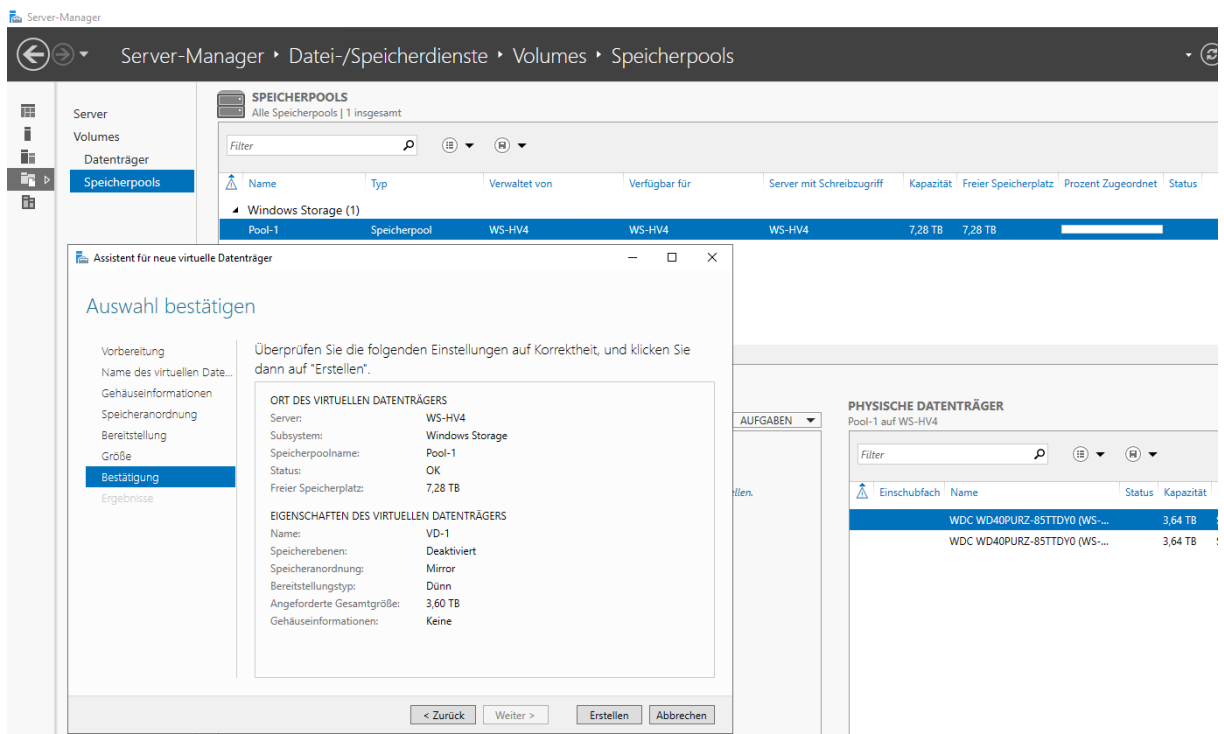 Server-Manager
Server-Manager ‣ Datei-/Speicherdienste ‣ Volumes ‣ Speicherpools
Server
Volumes
Datenträger
Speicherpools
SPEICHERPOOLS
Alle Speicherpools | 1 insgesamt
Filter
Name Typ Verwaltet von Verfügbar für Server mit Schreibzugriff Kapazität Freier Speicherplatz Prozent Zugeordnet Status
Windows Storage (1)
Pool-1 Speicherpool WS-HV4 WS-HV4 WS-HV4 7,28 TB 7,28 TB
Assistent für neue virtuelle Datenträger
Auswahl bestätigen
Vorbereitung
Name des virtuellen Date...
Gehäuseinformationen
Speicheranordnung
Bereitstellung
Größe
Bestätigung
Ergebnisse
Überprüfen Sie die folgenden Einstellungen auf Korrektheit, und klicken Sie
dann auf "Erstellen".
ORT DES VIRTUELLEN DATENTRÄGERS
Server: WS-HV4
Subsystem: Windows Storage
Speicherpoolname: Pool-1
Status: OK
Freier Speicherplatz: 7,28 TB
EIGENSCHAFTEN DES VIRTUELLEN DATENTRÄGERS
Name: VD-1
Speicherebenen: Deaktiviert
Speicheranordnung: Mirror
Bereitstellungstyp: Dünn
Angeforderte Gesamtgröße: 3,60 TB
Gehäuseinformationen: Keine
< Zurück Weiter > Erstellen Abbrechen
AUFGABEN
PHYSISCHE DATENTRÄGER
Pool-1 auf WS-HV4
Filter
Einschubfach Name Status Kapazität
WDC WD40PURZ-85TTDY0 (WS-... 3,64 TB
WDC WD40PURZ-85TTDY0 (WS-... 3,64 TB